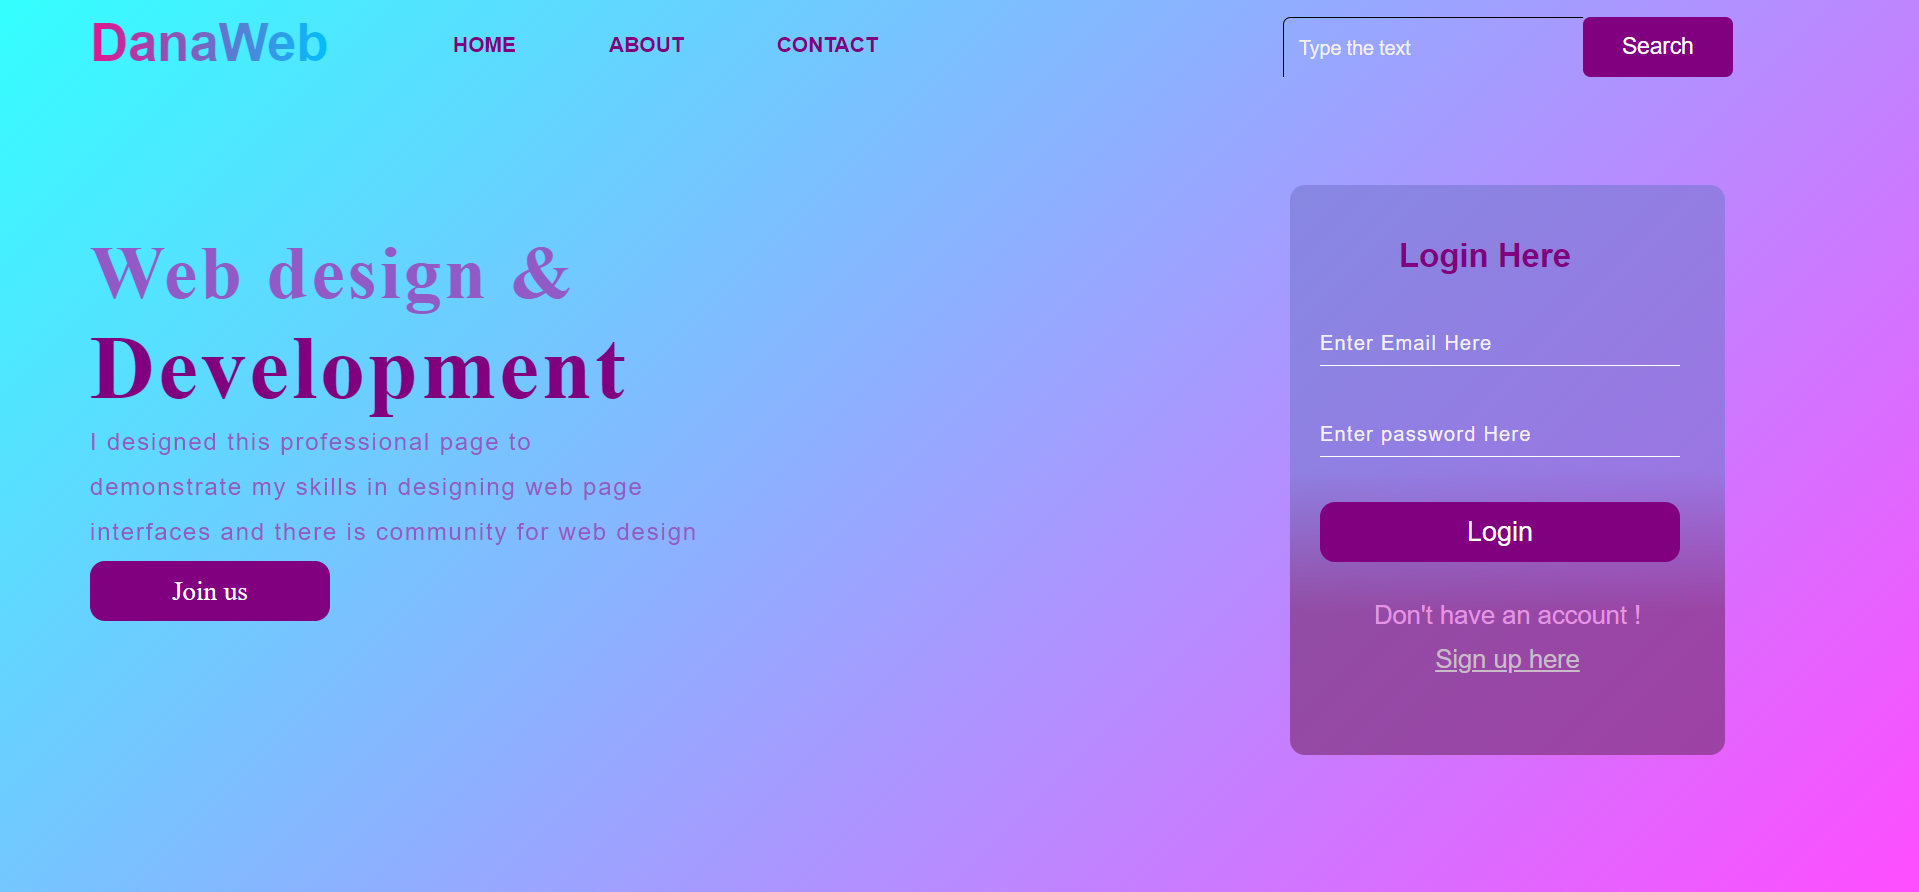 DanaWeb
HOME
ABOUT
CONTACT
Type the text
Search
Web design &
Development
I designed this professional page to
demonstrate my skills in designing web page
interfaces and there is community for web design
Join us
Login Here
Enter Email Here
Enter password Here
Login
Don't have an account !
Sign up here